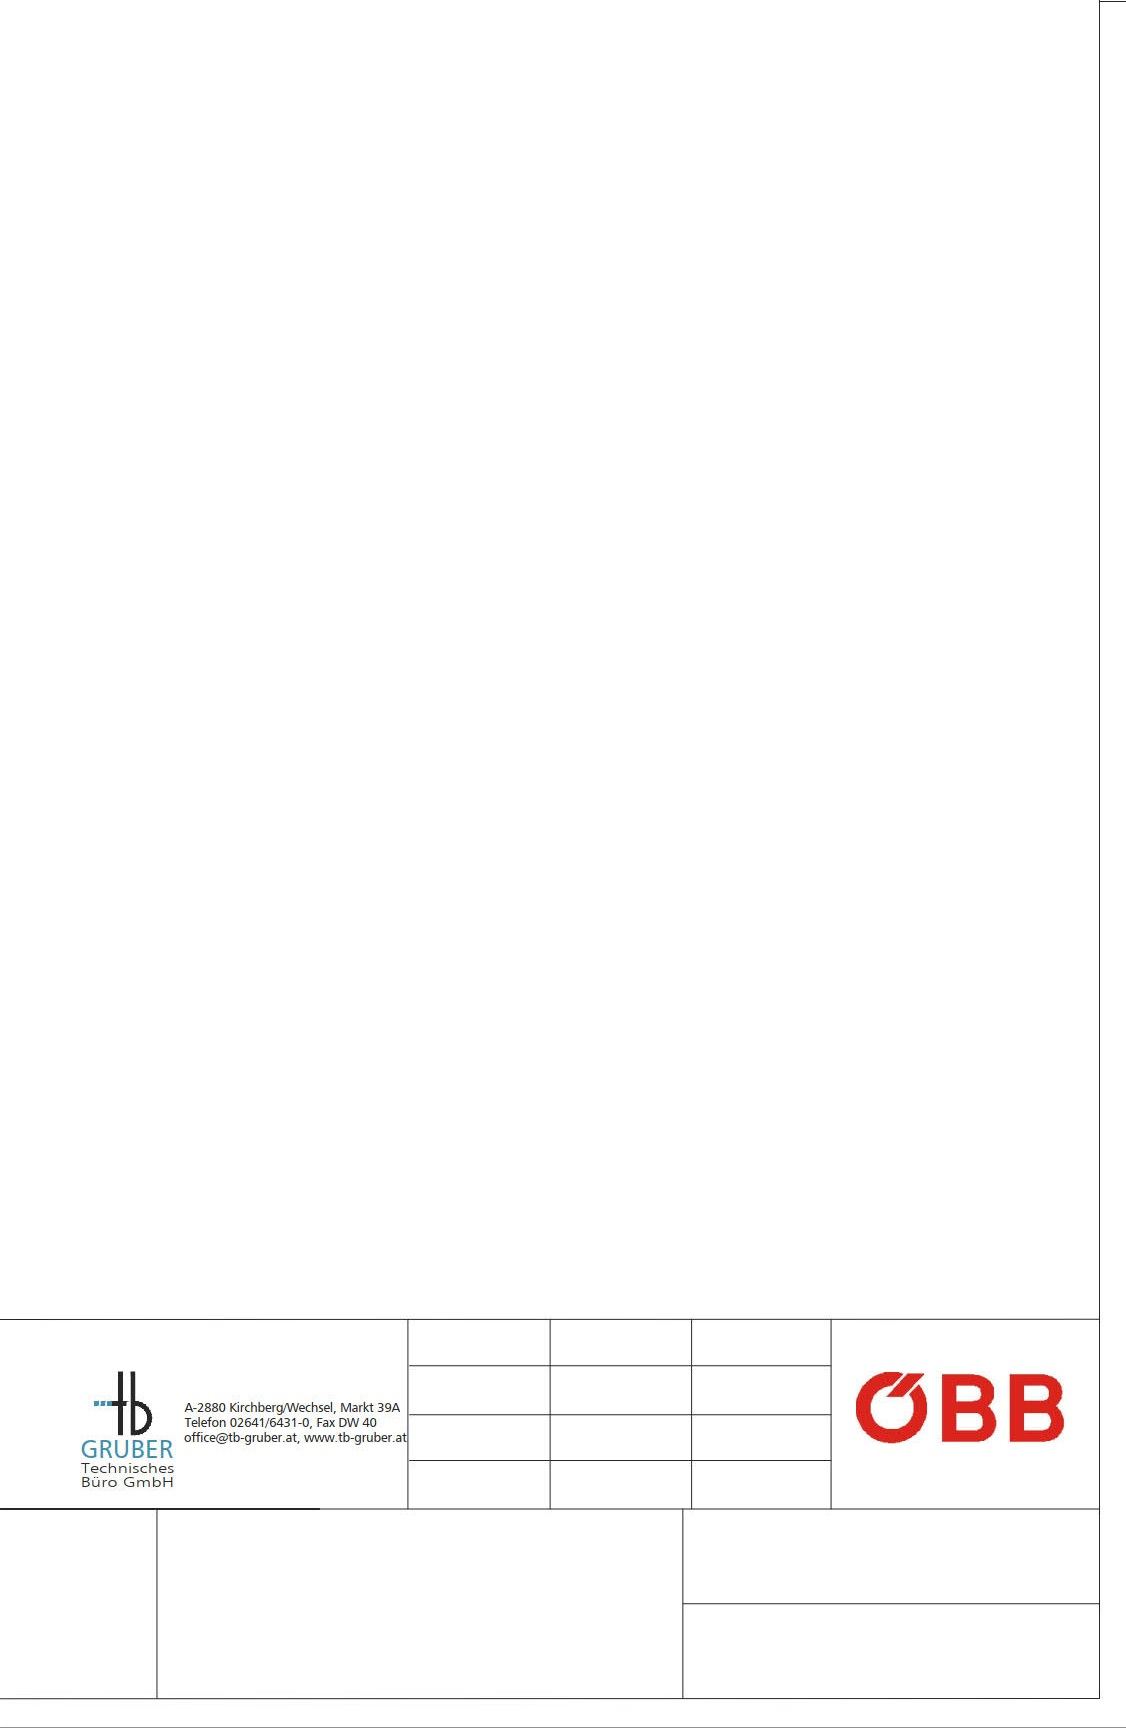 tb
GRUBER
Technisches
Büro GmbH
A-2880 Kirchberg/Wechsel, Markt 39A
Telefon 02641/6431-0, Fax DW 40
office@tb-gruber.at, www.tb-gruber.at
ÖBB